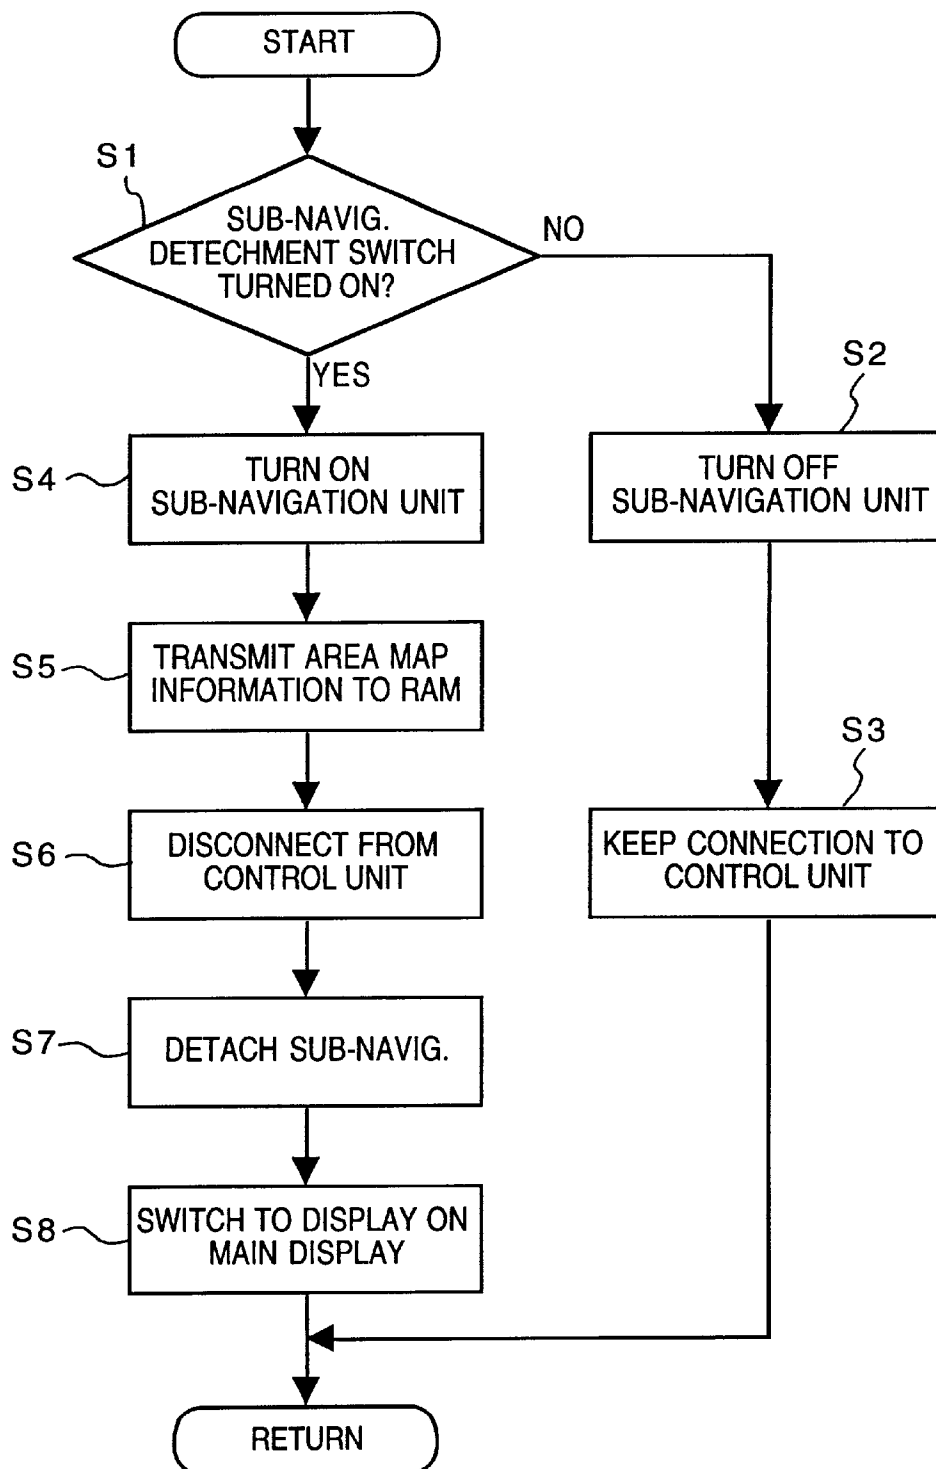 START
S1
SUB-NAVIG.
DETECHMENT SWITCH
TURNED ON?
NO
YES
S2
S4
TURN ON
SUB-NAVIGATION UNIT
TURN OFF
SUB-NAVIGATION UNIT
S5
TRANSMIT AREA MAP
INFORMATION TO RAM
S3
S6
DISCONNECT FROM
CONTROL UNIT
KEEP CONNECTION TO
CONTROL UNIT
S7
DETACH SUB-NAVIG.
S8
SWITCH TO DISPLAY ON
MAIN DISPLAY
RETURN